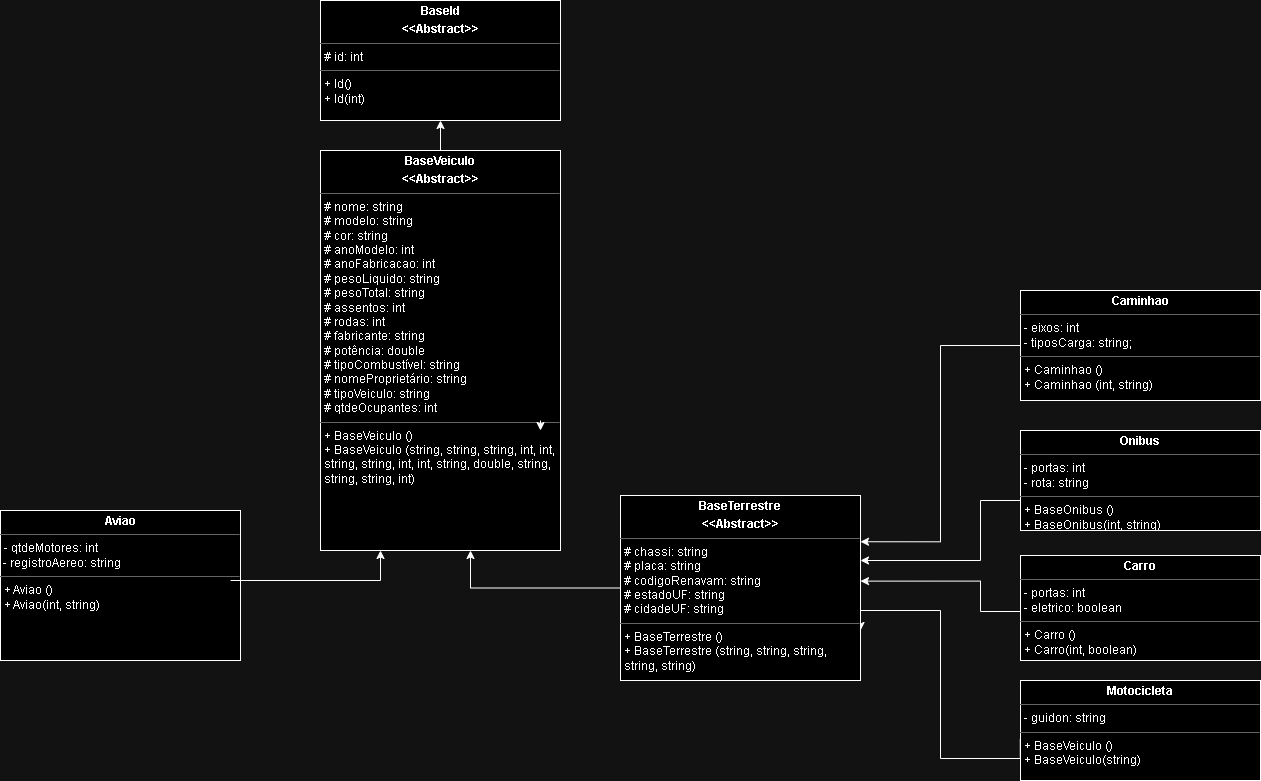 BaseId
<<Abstract>>
# id: int
+ Id()
+ Id(int)
BaseVeiculo
<<Abstract>>
# nome: string
# modelo: string
# cor: string
# anoModelo: int
# anoFabricacao: int
# pesoLiquido: string
# pesoTotal: string
# assentos: int
# rodas: int
# fabricante: string
# potência: double
# tipoCombustível: string
# nomeProprietário: string
# tipoVeiculo: string
# qtdeOcupantes: int
+ BaseVeiculo ()
+ BaseVeiculo (string, string, string, int, int,
string, string, int, int, string, double, string,
string, string, int)
Aviao
- qtdeMotores: int
- registroAereo: string
+ Aviao ()
+ Aviao(int, string)
BaseTerrestre
<<Abstract>>
# chassi: string
# placa: string
# codigoRenavam: string
# estadoUF: string
# cidadeUF: string
+ BaseTerrestre ()
+ BaseTerrestre (string, string, string,
string, string)
Caminhao
- eixos: int
- tiposCarga: string;
+ Caminhao ()
+ Caminhao (int, string)
Onibus
- portas: int
- rota: string
+ BaseOnibus ()
+ BaseOnibus(int, string)
Carro
- portas: int
- eletrico: boolean
+ Carro ()
+ Carro(int, boolean)
Motocicleta
- guidon: string
+ BaseVeiculo ()
+ BaseVeiculo(string)